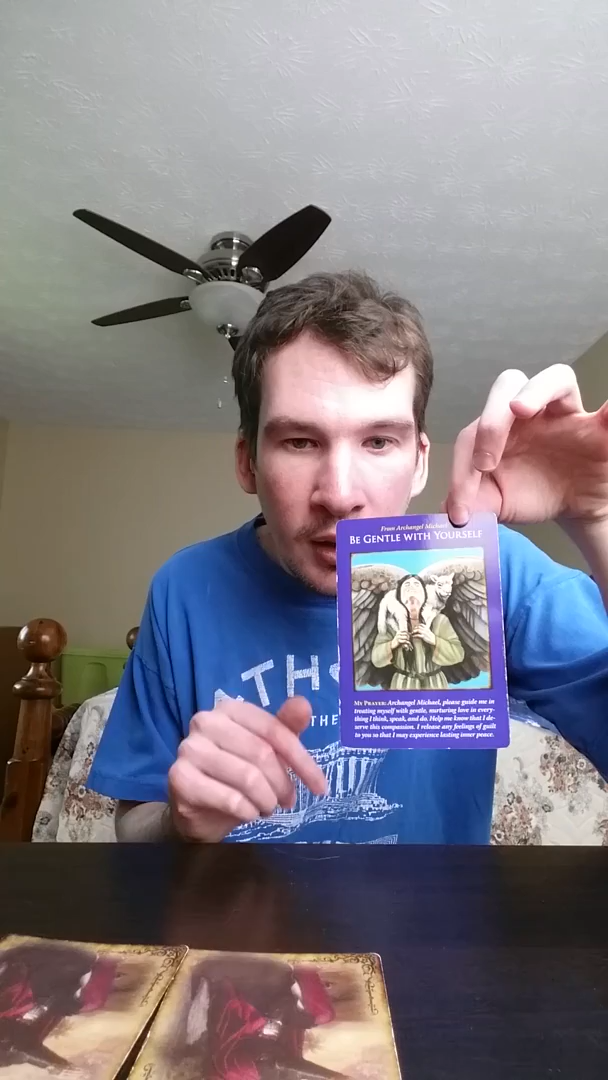 From Archangel Michael
BE GENTLE WITH YOURSELF
MY PRAYER: Archangel Michael, please guide me in
treating myself with gentle, nurturing love in every-
thing I think, speak, and do. Help me know that I de-
serve this compassion. I release any feelings of guilt
to you so that I may experience lasting inner peace.
ATH
THE